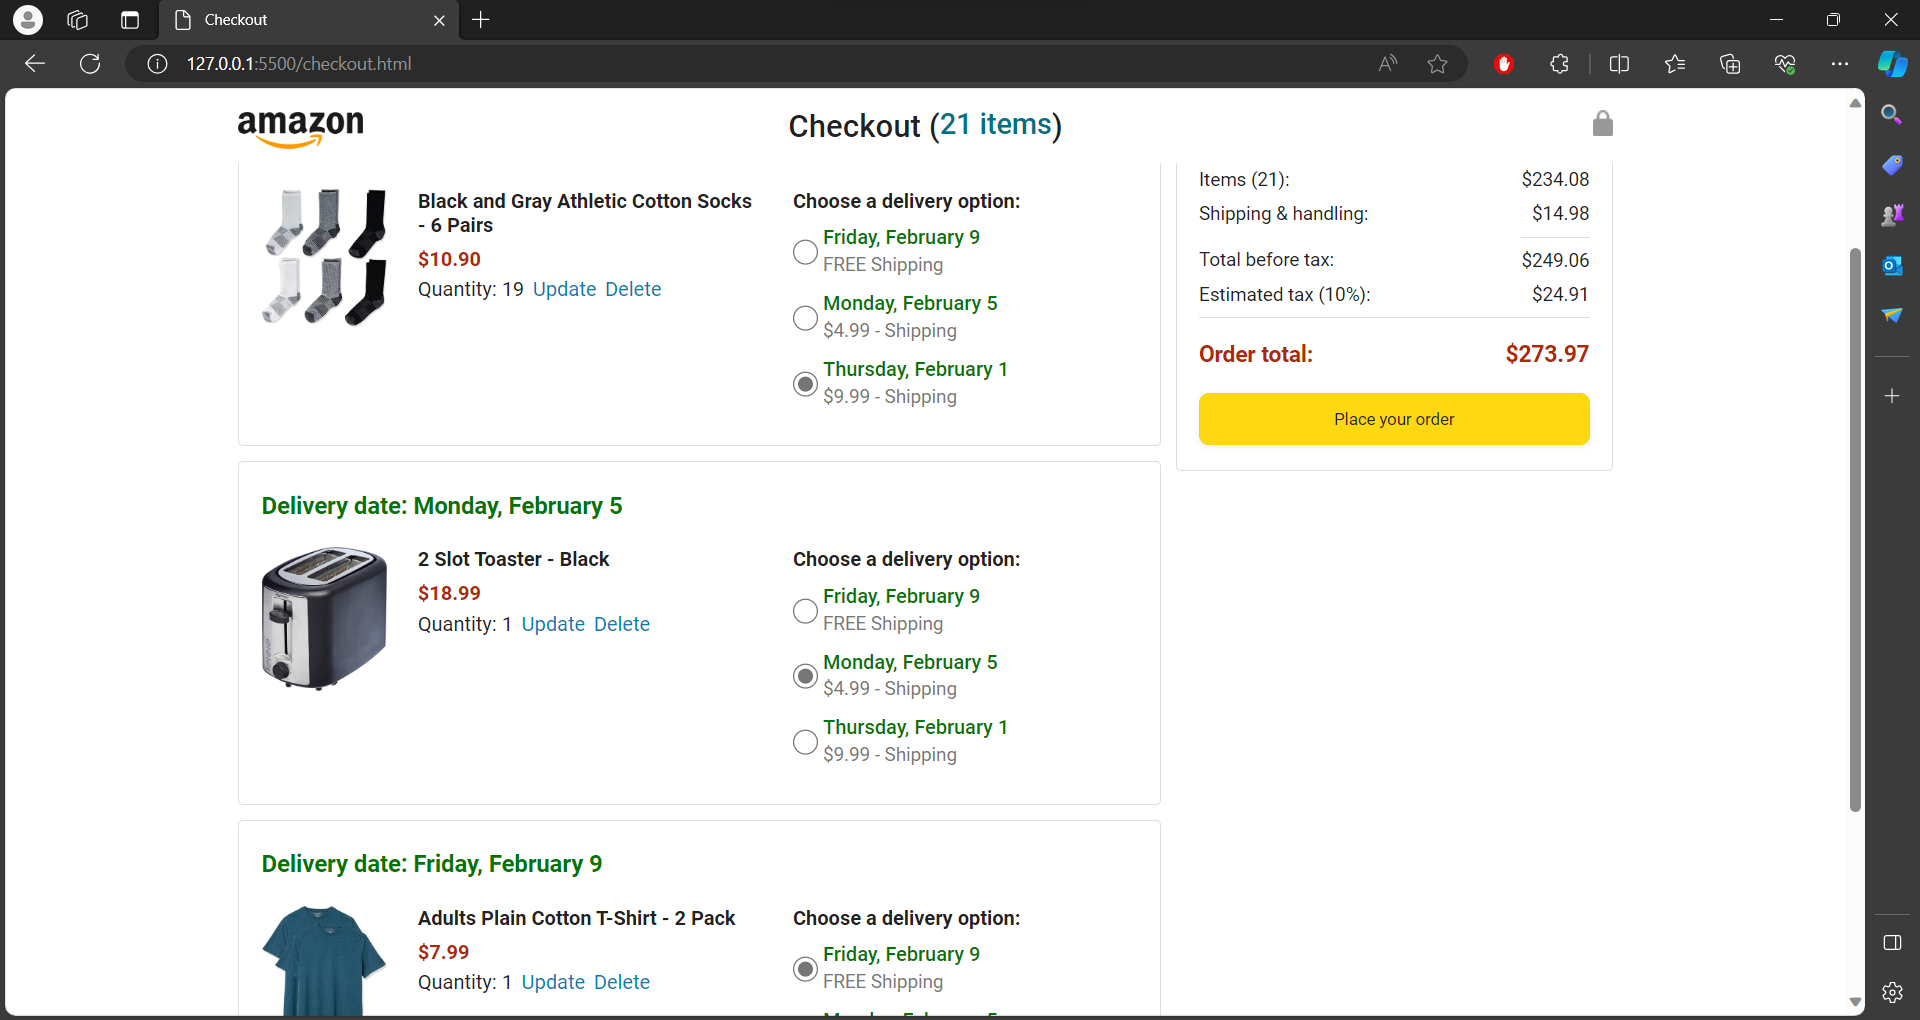 Checkout
127.0.0.1:5500/checkout.html
amazon
Checkout (21 items)
Black and Gray Athletic Cotton Socks
- 6 Pairs
$10.90
Quantity: 19 Update Delete
Choose a delivery option:
Friday, February 9
FREE Shipping
Monday, February 5
$4.99 - Shipping
Thursday, February 1
$9.99 - Shipping
Items (21): $234.08
Shipping & handling: $14.98
Total before tax: $249.06
Estimated tax (10%): $24.91
Order total: $273.97
Place your order
Delivery date: Monday, February 5
2 Slot Toaster - Black
$18.99
Quantity: 1 Update Delete
Choose a delivery option:
Friday, February 9
FREE Shipping
Monday, February 5
$4.99 - Shipping
Thursday, February 1
$9.99 - Shipping
Delivery date: Friday, February 9
Adults Plain Cotton T-Shirt - 2 Pack
$7.99
Quantity: 1 Update Delete
Choose a delivery option:
Friday, February 9
FREE Shipping